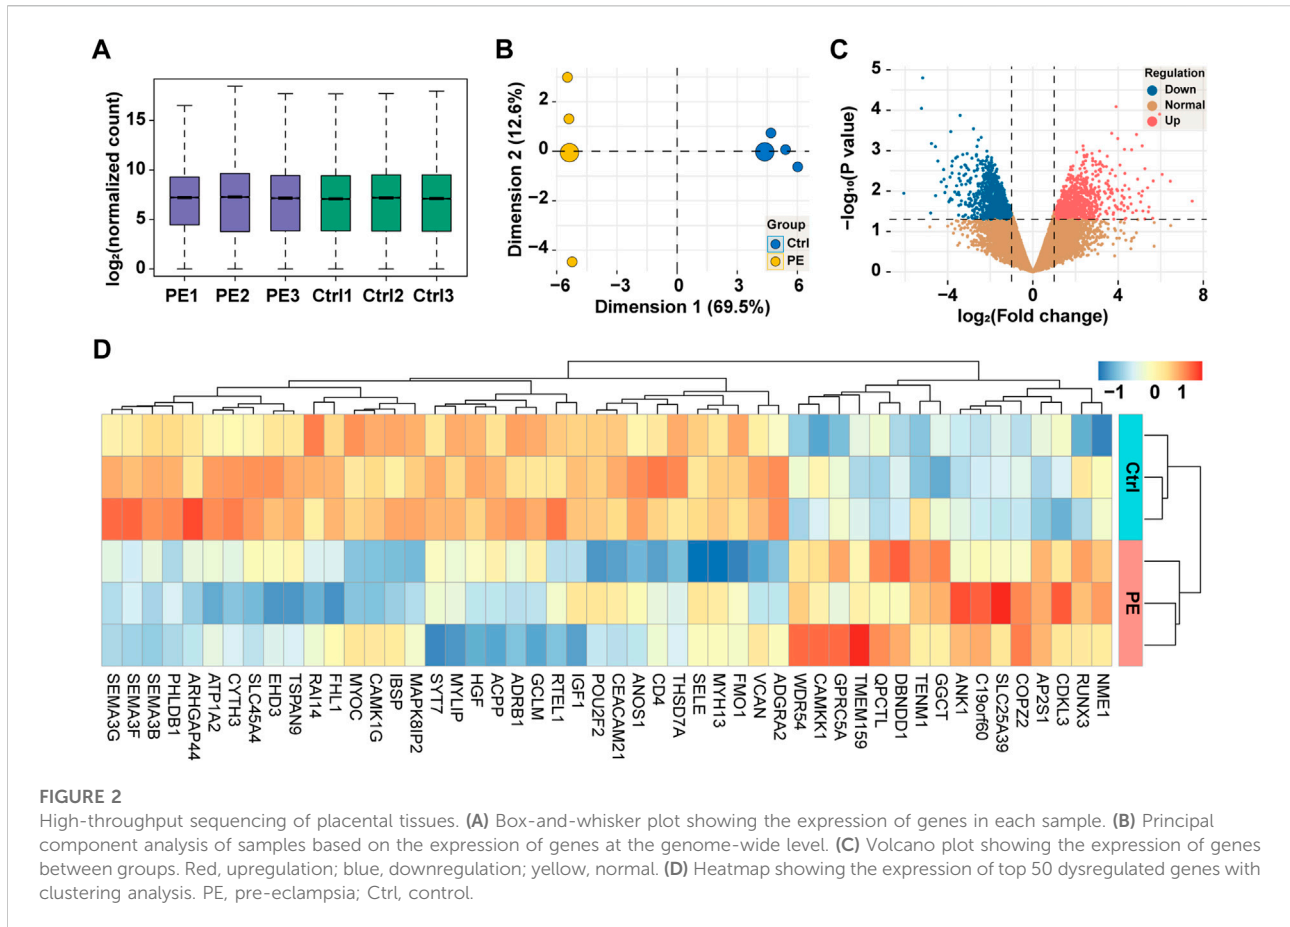 A
log₂(normalized count)
15
10
5
0
PE1 PE2 PE3 Ctrl1 Ctrl2 Ctrl3
B
Dimension 2 (12.6%)
2
0
−2
−4
−6 −3 0 3 6
Dimension 1 (69.5%)
Group
Ctrl
PE
C
−log₁₀(P value)
5
4
3
2
1
0
−4 0 4 8
log₂(Fold change)
Regulation
Down
Normal
Up
D
−1 0 1
Ctrl
PE
SEMA3G
SEMA3F
SEMA3B
PHLDB1
ARHGAP44
ATP1A2
CYTH3
SLC45A4
EHD3
TSPAN9
RAI14
FHL1
MYOC
CAMK1G
IBSP
MAPK8IP2
SYT7
MYLIP
HGF
ACPP
ADRB1
GCLM
RTEL1
IGF1
POU2F2
CEACAM21
ANOS1
CD4
THSD7A
SELE
MYH13
FMO1
VCAN
ADGRA2
WDR54
CAMKK1
GPRC5A
TMEM159
QPCTL
DBNDD1
TENM1
GGCT
ANK1
C19orf60
SLC25A39
COPZ2
AP2S1
CDKL3
RUNX3
NME1
FIGURE 2
High-throughput sequencing of placental tissues. (A) Box-and-whisker plot showing the expression of genes in each sample. (B) Principal
component analysis of samples based on the expression of genes at the genome-wide level. (C) Volcano plot showing the expression of genes
between groups. Red, upregulation; blue, downregulation; yellow, normal. (D) Heatmap showing the expression of top 50 dysregulated genes with
clustering analysis. PE, pre-eclampsia; Ctrl, control.